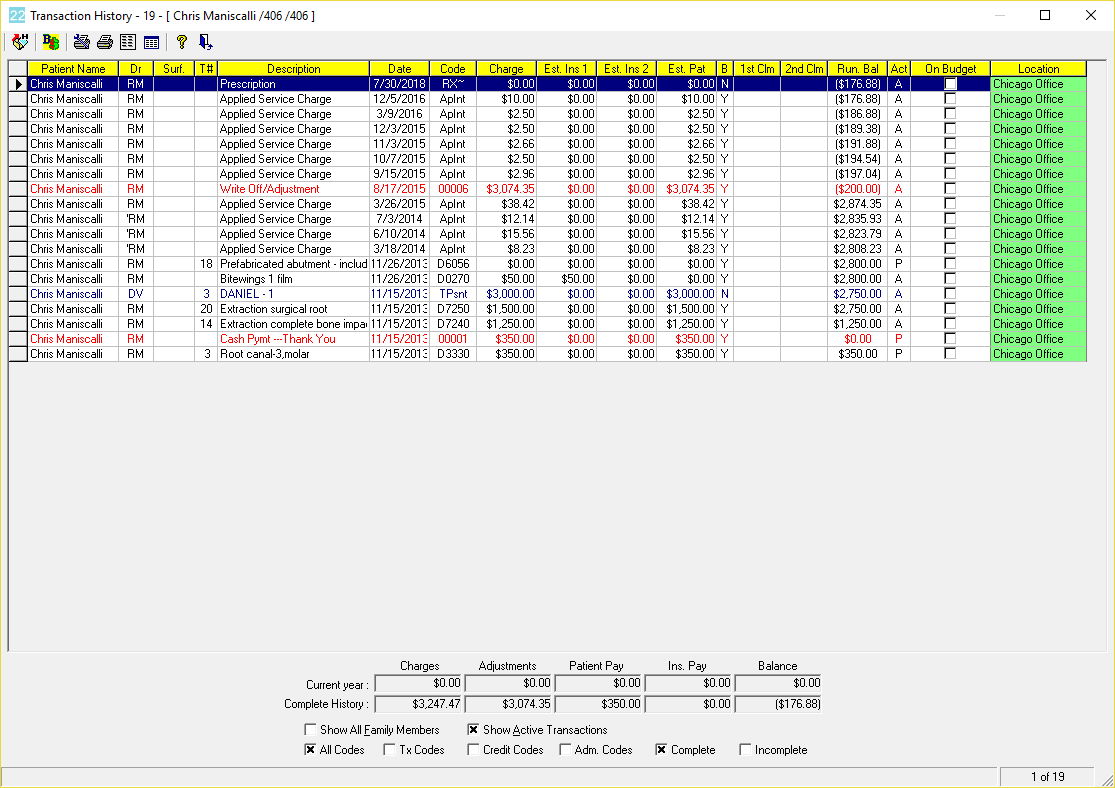 22 Transaction History - 19 - [ Chris Maniscalli /406 /406 ]
Patient Name Dr Surf. T# Description Date Code Charge Est. Ins 1 Est. Ins 2 Est. Pat B 1st Clm 2nd Clm Run. Bal Act On Budget Location
Chris Maniscalli RM Prescription 7/30/2018 RX~ $0.00 $0.00 $0.00 $0.00 N ($176.88) A Chicago Office
Chris Maniscalli RM Applied Service Charge 12/5/2016 ApInt $10.00 $0.00 $0.00 $10.00 Y ($176.88) A Chicago Office
Chris Maniscalli RM Applied Service Charge 3/9/2016 ApInt $2.50 $0.00 $0.00 $2.50 Y ($186.88) A Chicago Office
Chris Maniscalli RM Applied Service Charge 12/3/2015 ApInt $2.50 $0.00 $0.00 $2.50 Y ($189.38) A Chicago Office
Chris Maniscalli RM Applied Service Charge 11/3/2015 ApInt $2.66 $0.00 $0.00 $2.66 Y ($191.88) A Chicago Office
Chris Maniscalli RM Applied Service Charge 10/7/2015 ApInt $2.50 $0.00 $0.00 $2.50 Y ($194.54) A Chicago Office
Chris Maniscalli RM Applied Service Charge 9/15/2015 ApInt $2.96 $0.00 $0.00 $2.96 Y ($197.04) A Chicago Office
Chris Maniscalli RM Write Off/Adjustment 8/17/2015 00006 $3,074.35 $0.00 $0.00 $3,074.35 Y ($200.00) A Chicago Office
Chris Maniscalli RM Applied Service Charge 3/26/2015 ApInt $38.42 $0.00 $0.00 $38.42 Y $2,874.35 A Chicago Office
Chris Maniscalli 'RM Applied Service Charge 7/3/2014 ApInt $12.14 $0.00 $0.00 $12.14 Y $2,835.93 A Chicago Office
Chris Maniscalli 'RM Applied Service Charge 6/10/2014 ApInt $15.56 $0.00 $0.00 $15.56 Y $2,823.79 A Chicago Office
Chris Maniscalli 'RM Applied Service Charge 3/18/2014 ApInt $8.23 $0.00 $0.00 $8.23 Y $2,808.23 A Chicago Office
Chris Maniscalli RM 18 Prefabricated abutment - includ 11/26/2013 D6056 $0.00 $0.00 $0.00 $0.00 Y $2,800.00 P Chicago Office
Chris Maniscalli RM Bitewings 1 film 11/26/2013 D0270 $50.00 $50.00 $0.00 $0.00 Y $2,800.00 A Chicago Office
Chris Maniscalli DV 3 DANIEL - 1 11/15/2013 TPsnt $3,000.00 $0.00 $0.00 $3,000.00 N $2,750.00 A Chicago Office
Chris Maniscalli RM 20 Extraction surgical root 11/15/2013 D7250 $1,500.00 $0.00 $0.00 $1,500.00 Y $2,750.00 A Chicago Office
Chris Maniscalli RM 14 Extraction complete bone impa 11/15/2013 D7240 $1,250.00 $0.00 $0.00 $1,250.00 Y $1,250.00 A Chicago Office
Chris Maniscalli RM Cash Pymt ---Thank You 11/15/2013 00001 $350.00 $0.00 $0.00 $350.00 Y $0.00 P Chicago Office
Chris Maniscalli RM 3 Root canal-3,molar 11/15/2013 D3330 $350.00 $0.00 $0.00 $350.00 Y $350.00 P Chicago Office
Charges Adjustments Patient Pay Ins. Pay Balance
Current year : $0.00 $0.00 $0.00 $0.00 $0.00
Complete History : $3,247.47 $3,074.35 $350.00 $0.00 ($176.88)
Show All Family Members Show Active Transactions
All Codes Tx Codes Credit Codes Adm. Codes Complete Incomplete
1 of 19